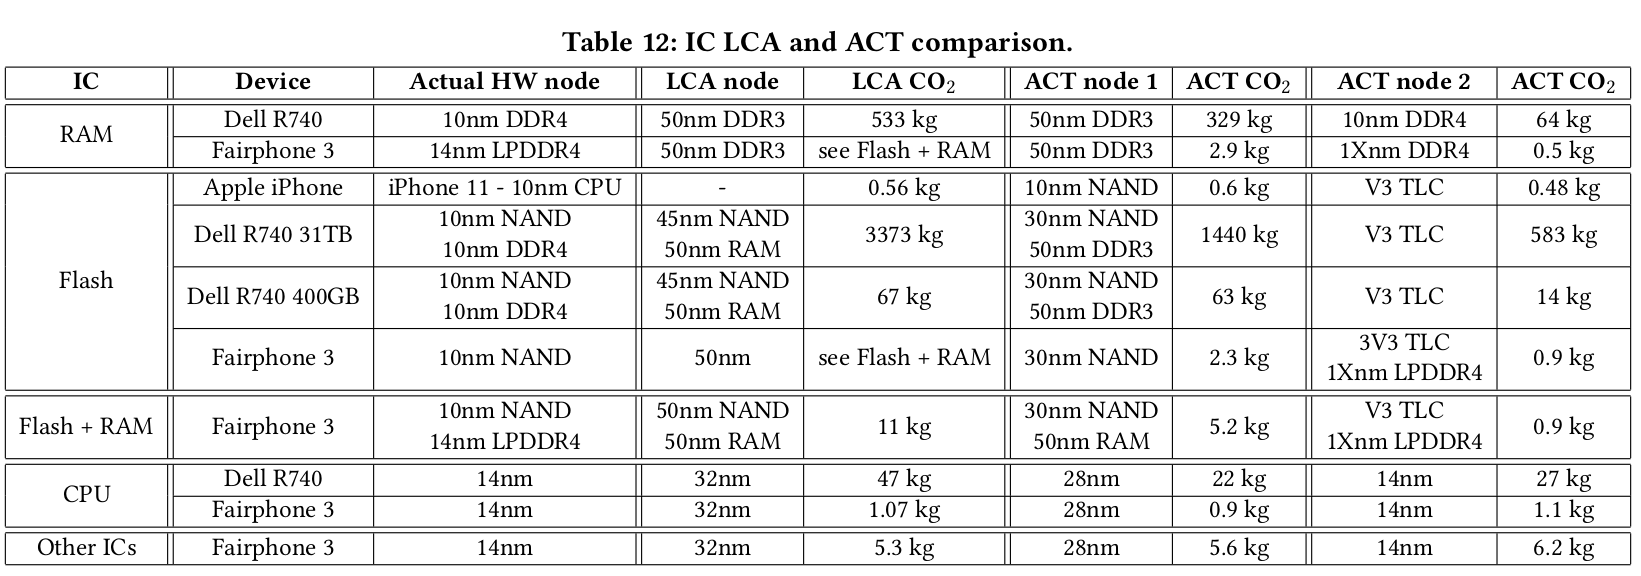 Table 12: IC LCA and ACT comparison.
IC Device Actual HW node LCA node LCA CO2 ACT node 1 ACT CO2 ACT node 2 ACT CO2
RAM
Dell R740 10nm DDR4 50nm DDR3 533 kg 50nm DDR3 329 kg 10nm DDR4 64 kg
Fairphone 3 14nm LPDDR4 50nm DDR3 see Flash + RAM 50nm DDR3 2.9 kg 1Xnm DDR4 0.5 kg
Flash
Apple iPhone iPhone 11 - 10nm CPU - 0.56 kg 10nm NAND 0.6 kg V3 TLC 0.48 kg
Dell R740 31TB 10nm NAND 45nm NAND 3373 kg 30nm NAND 1440 kg V3 TLC 583 kg
10nm DDR4 50nm RAM 50nm DDR3
Dell R740 400GB 10nm NAND 45nm NAND 67 kg 30nm NAND 63 kg V3 TLC 14 kg
10nm DDR4 50nm RAM 50nm DDR3
Fairphone 3 10nm NAND 50nm see Flash + RAM 30nm NAND 2.3 kg 3V3 TLC 0.9 kg
1Xnm LPDDR4
Flash + RAM Fairphone 3 10nm NAND 50nm NAND 11 kg 30nm NAND 5.2 kg V3 TLC 0.9 kg
14nm LPDDR4 50nm RAM 50nm RAM 1Xnm LPDDR4
CPU
Dell R740 14nm 32nm 47 kg 28nm 22 kg 14nm 27 kg
Fairphone 3 14nm 32nm 1.07 kg 28nm 0.9 kg 14nm 1.1 kg
Other ICs Fairphone 3 14nm 32nm 5.3 kg 28nm 5.6 kg 14nm 6.2 kg